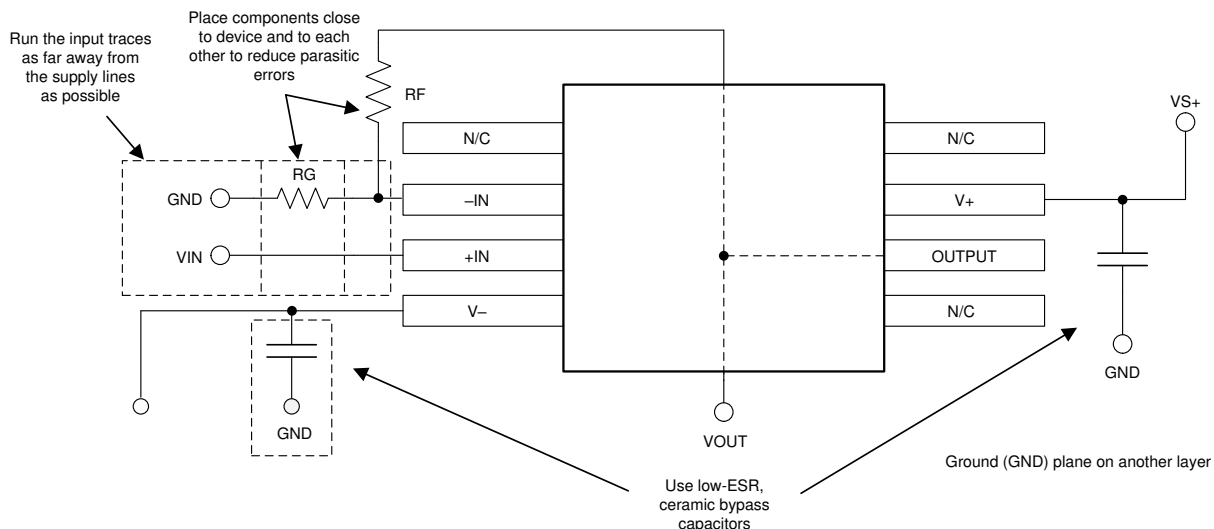 Place components close
to device and to each
other to reduce parasitic
errors
Run the input traces
as far away from
the supply lines
as possible
RF
VS+
N/C
N/C
RG
GND
–IN
V+
VIN
+IN
OUTPUT
V–
N/C
GND
GND
VOUT
Ground (GND) plane on another layer
Use low-ESR,
ceramic bypass
capacitors